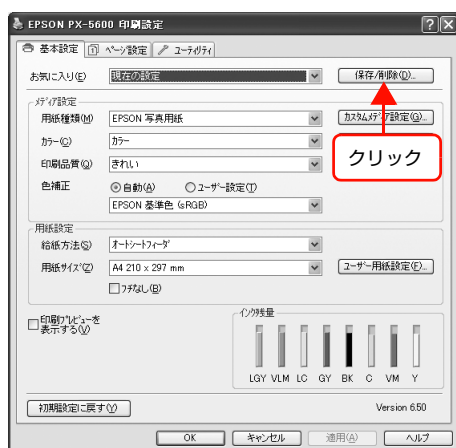 EPSON PX-5600 印刷設定
基本設定 ページ設定 ユーティリティ
お気に入り(E) 現在の設定 保存/削除(D)...
メディア設定
用紙種類(M) EPSON 写真用紙 カスタムメディア設定(G)...
カラー(C) カラー
クリック
印刷品質(Q) きれい
色補正 自動(A) ユーザー設定(T)
EPSON 基準色 (sRGB)
用紙設定
給紙方法(S) オートシートフィーダ
用紙サイズ(Z) A4 210 x 297 mm ユーザー用紙設定(F)...
フチなし(B)
印刷プレビューを
表示する(V)
インク残量
LGY VLM LC GY BK C VM Y
初期設定に戻す(Y) Version 6.50
OK キャンセル 適用(A) ヘルプ